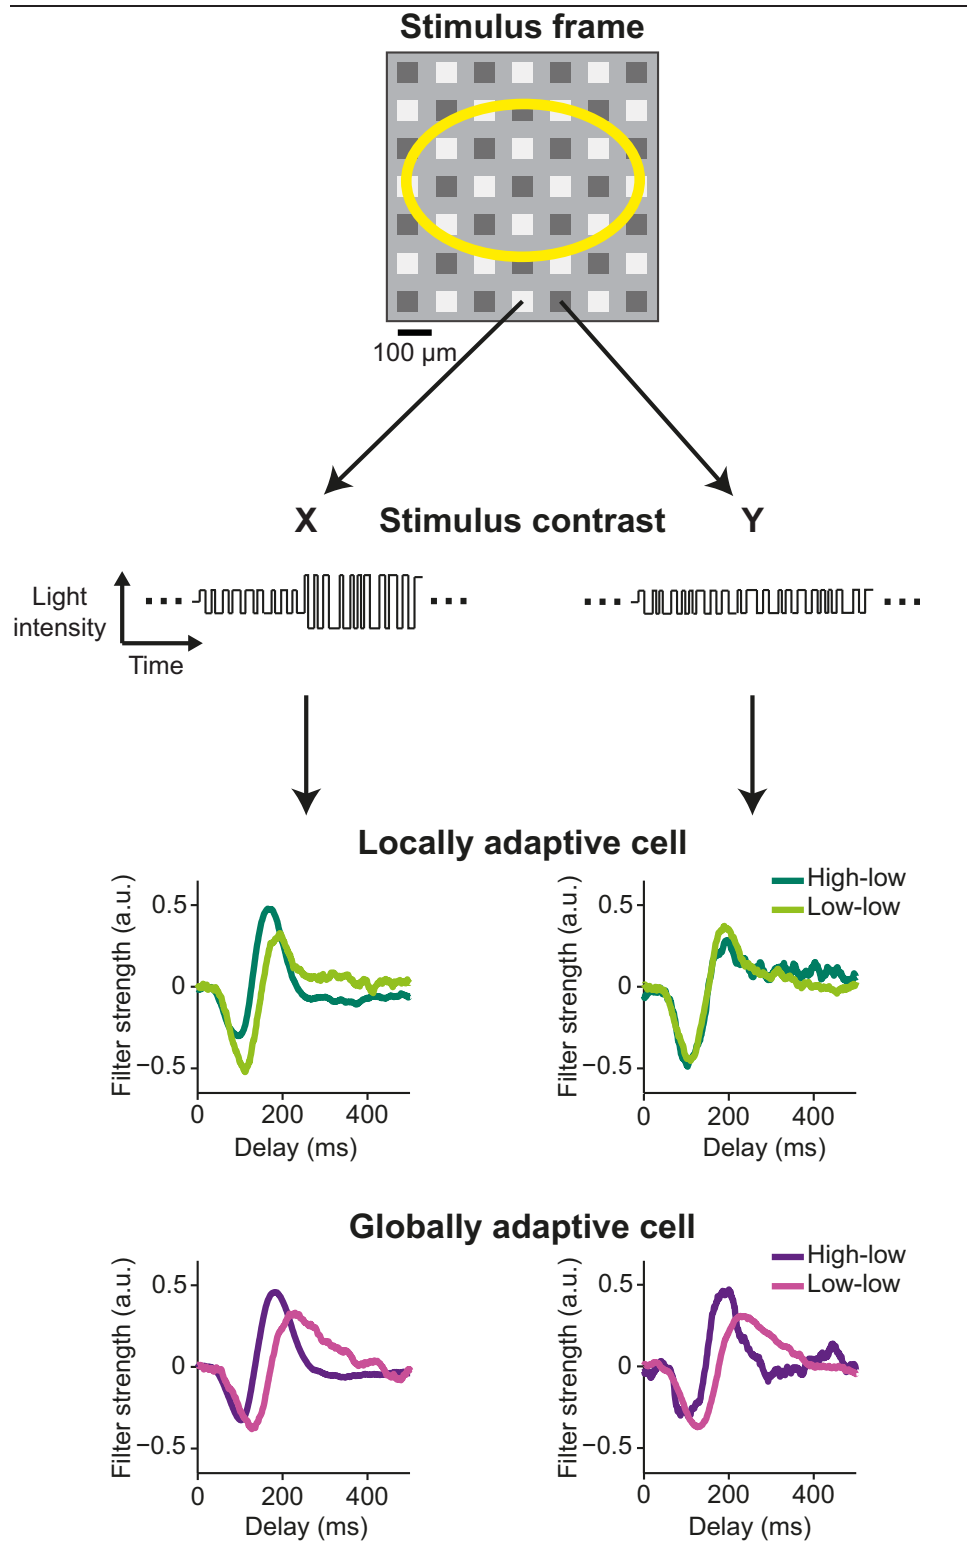 Stimulus frame
100 µm
X Stimulus contrast Y
Light
intensity
Time
Locally adaptive cell
High-low
Low-low
Filter strength (a.u.)
0.5
0
−0.5
0 200 400
Delay (ms)
Filter strength (a.u.)
0.5
0
−0.5
0 200 400
Delay (ms)
Globally adaptive cell
High-low
Low-low
Filter strength (a.u.)
0.5
0
−0.5
0 200 400
Delay (ms)
Filter strength (a.u.)
0.5
0
−0.5
0 200 400
Delay (ms)